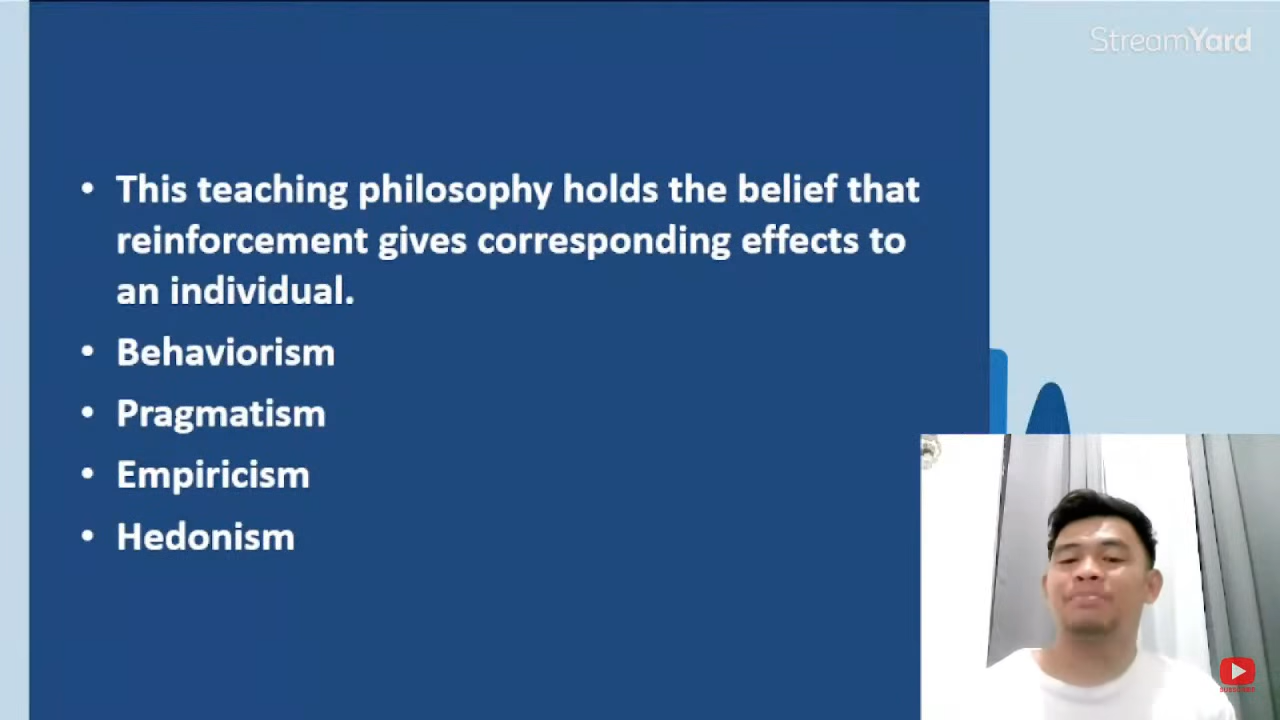 StreamYard
• This teaching philosophy holds the belief that
reinforcement gives corresponding effects to
an individual.
• Behaviorism
• Pragmatism
• Empiricism
• Hedonism
SUBSCRIBE